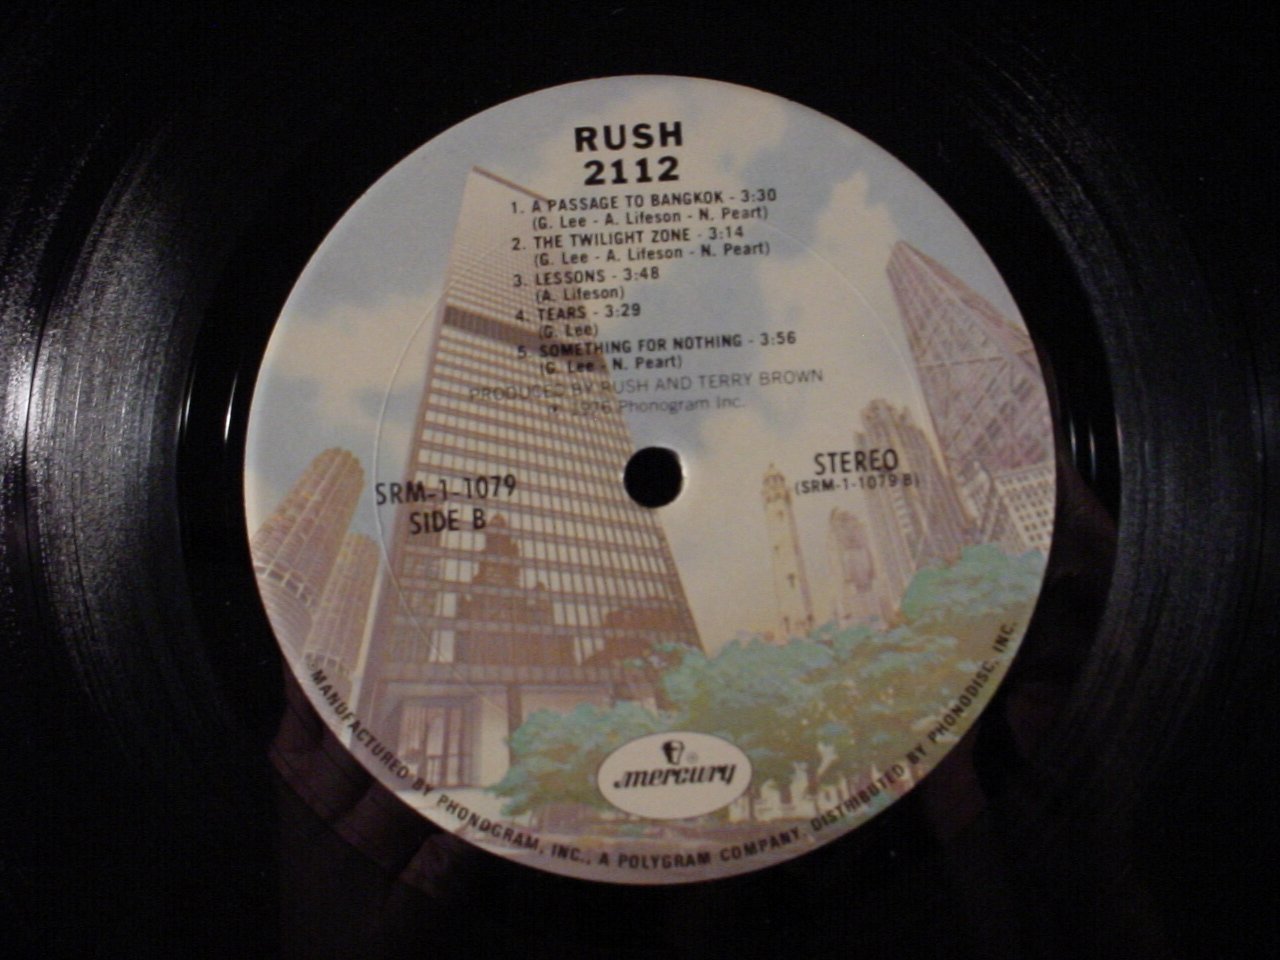 RUSH
2112
1. A PASSAGE TO BANGKOK - 3:30
(G. Lee - A. Lifeson - N. Peart)
2. THE TWILIGHT ZONE - 3:14
(G. Lee - A. Lifeson - N. Peart)
3. LESSONS - 3:48
(A. Lifeson)
4. TEARS - 3:29
(G. Lee)
5. SOMETHING FOR NOTHING - 3:56
(G. Lee - N. Peart)
PRODUCED BY RUSH AND TERRY BROWN
℗ 1976 Phonogram Inc.
SRM-1-1079
SIDE B
STEREO
(SRM-1-1079 B)
mercury ®
MANUFACTURED BY PHONOGRAM, INC., A POLYGRAM COMPANY, DISTRIBUTED BY PHONODISC, INC.